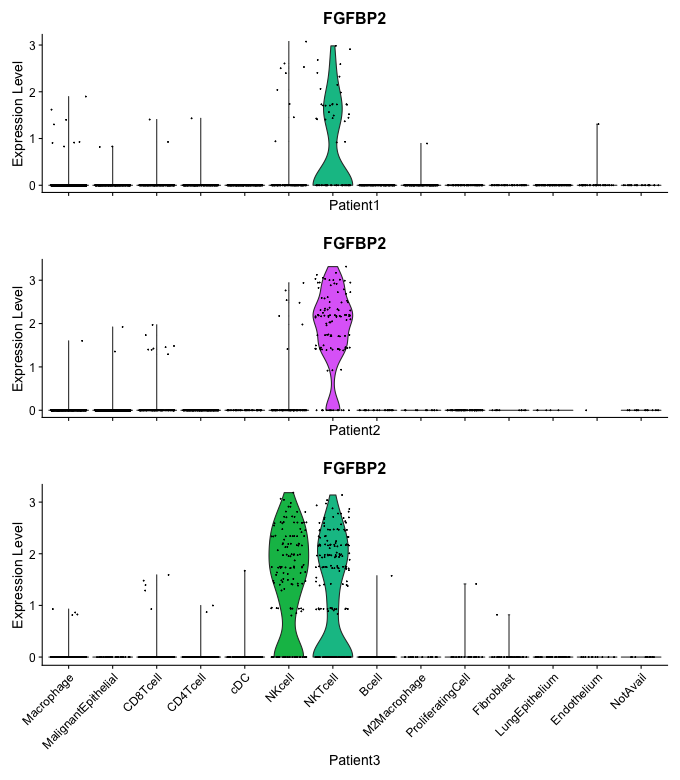 FGFBP2
Expression Level
3
2
1
0
Patient1
FGFBP2
Expression Level
3
2
1
0
Patient2
FGFBP2
Expression Level
3
2
1
0
Macrophage
MalignantEpithelial
CD8Tcell
CD4Tcell
cDC
NKcell
NKTcell
Bcell
M2Macrophage
ProliferatingCell
Fibroblast
LungEpithelium
Endothelium
NotAvail
Patient3